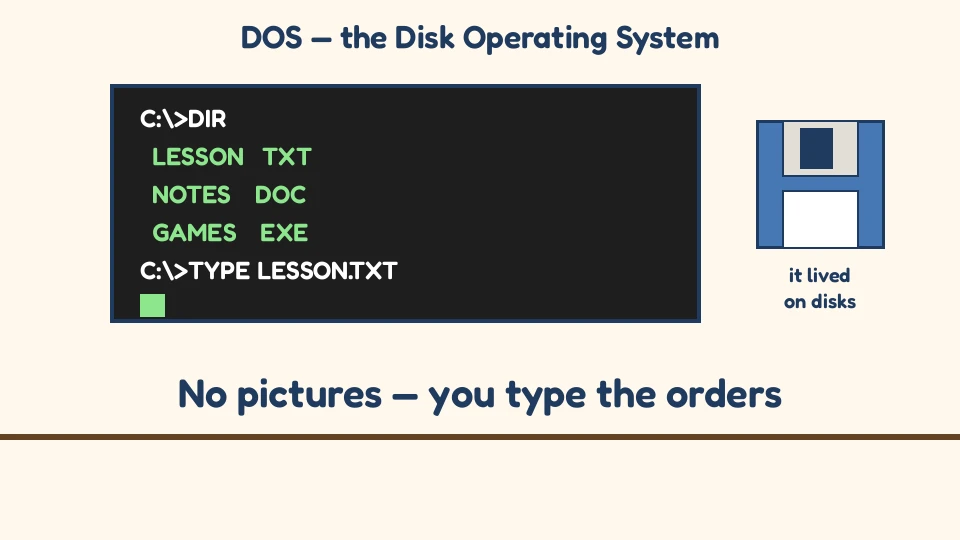 DOS — the Disk Operating System
C:\>DIR
LESSON TXT
NOTES DOC
GAMES EXE
C:\>TYPE LESSON.TXT
it lived
on disks
No pictures — you type the orders